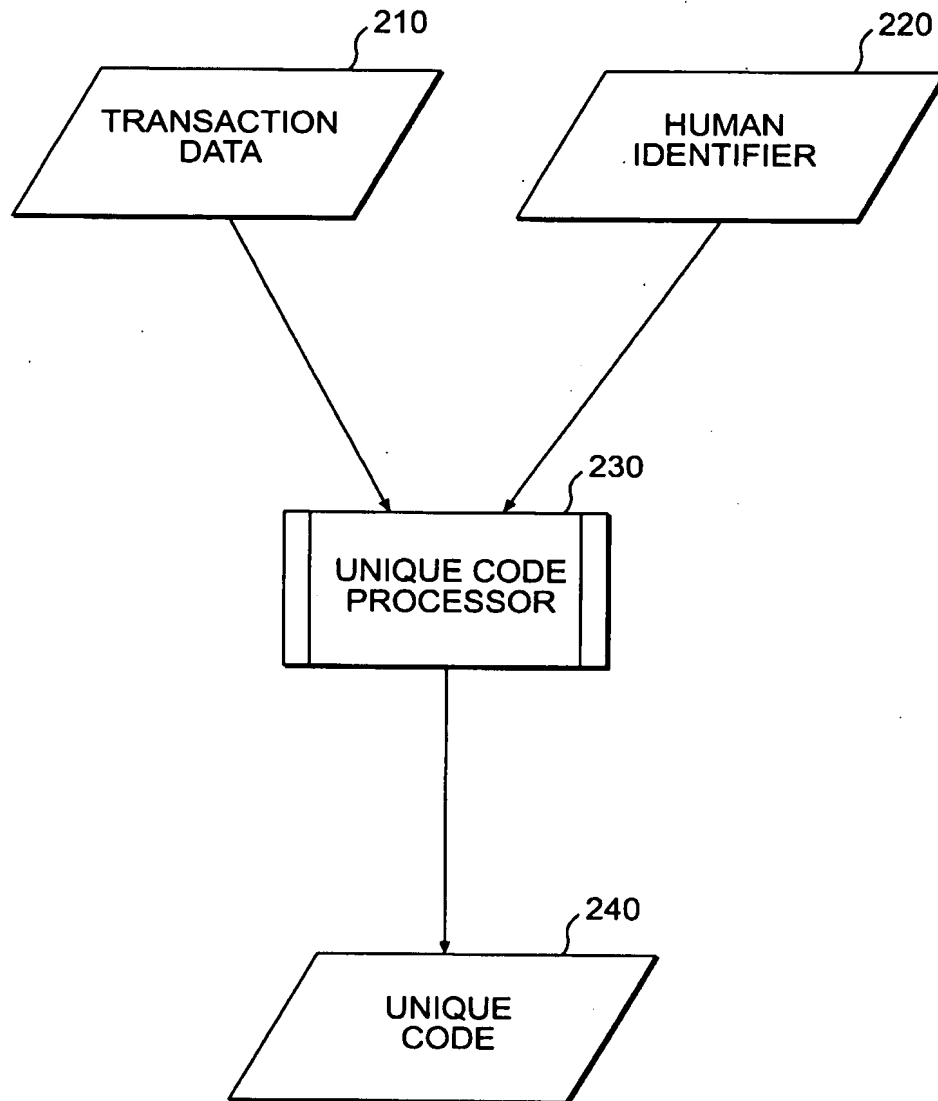 210
220
TRANSACTION
DATA
HUMAN
IDENTIFIER
230
UNIQUE CODE
PROCESSOR
240
UNIQUE
CODE